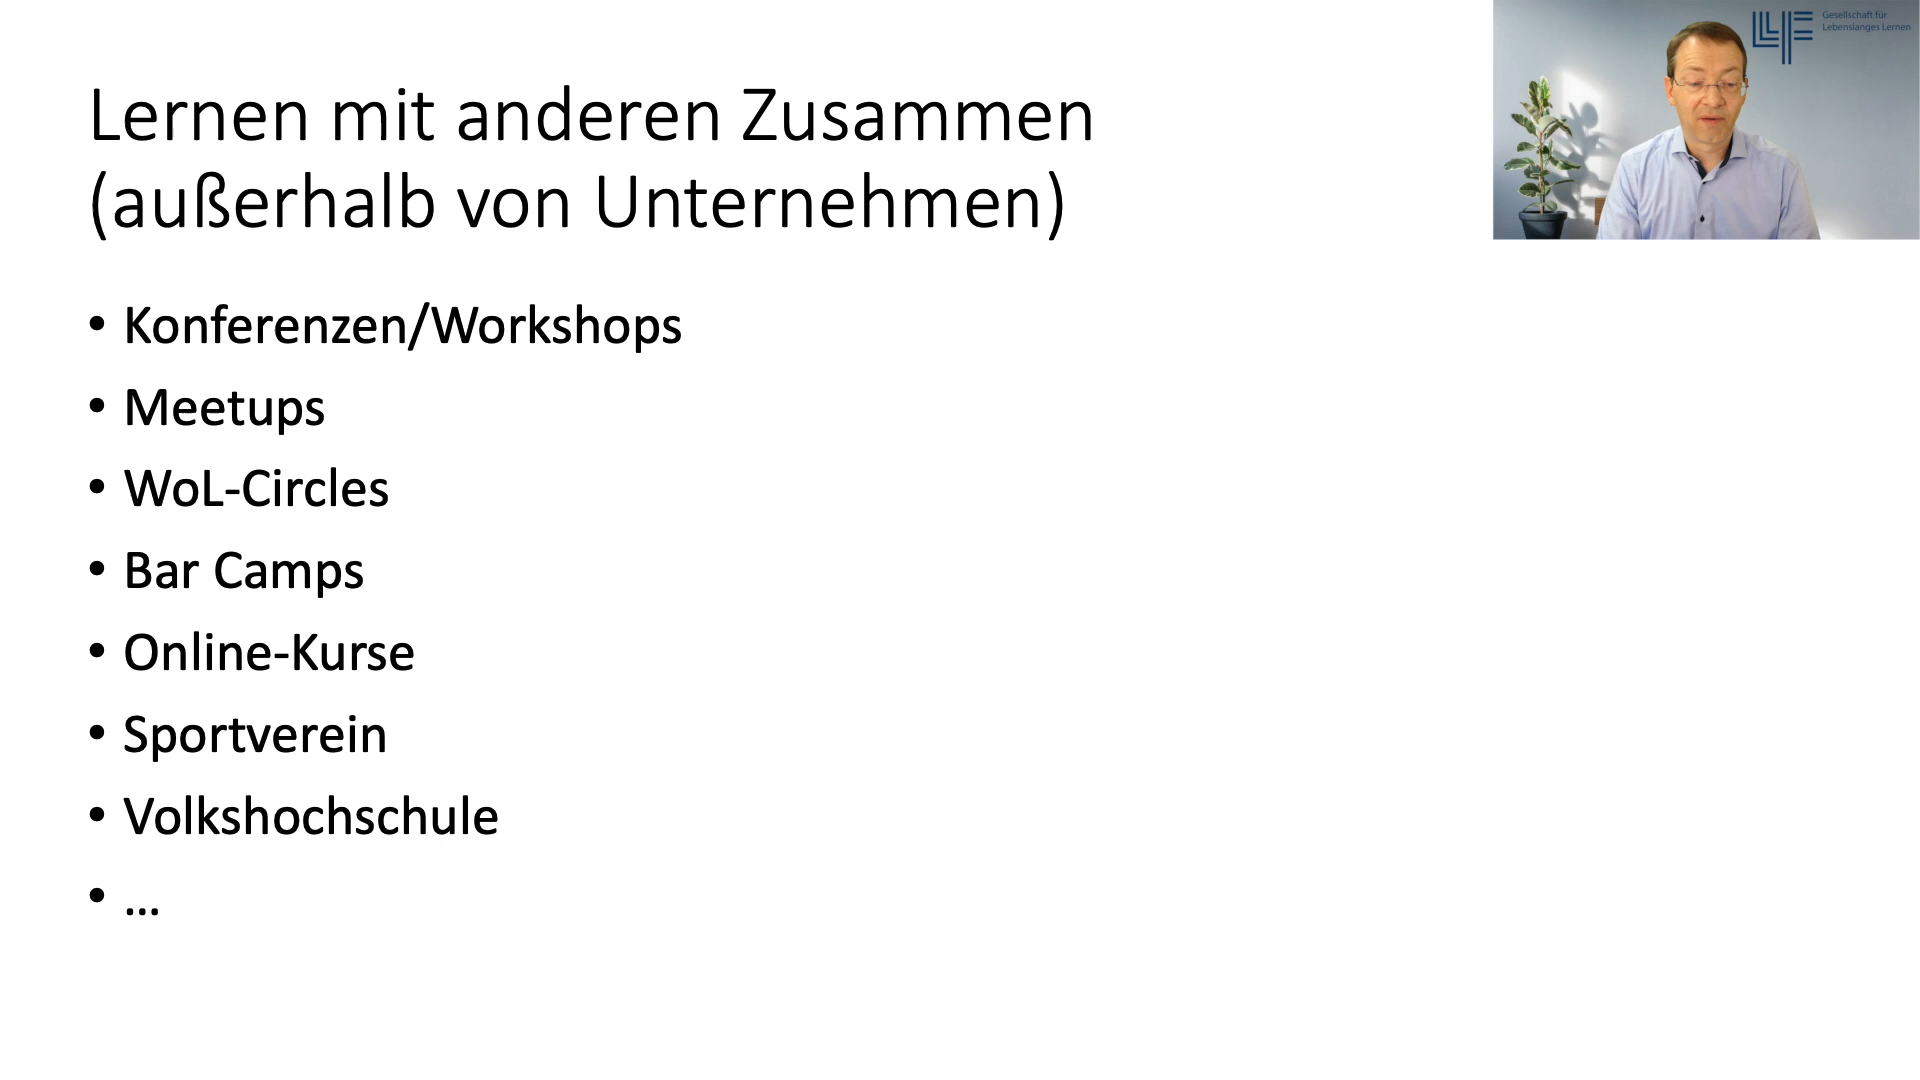 Lernen mit anderen Zusammen
(außerhalb von Unternehmen)
• Konferenzen/Workshops
• Meetups
• WoL-Circles
• Bar Camps
• Online-Kurse
• Sportverein
• Volkshochschule
• ...
Gesellschaft für
Lebenslanges Lernen